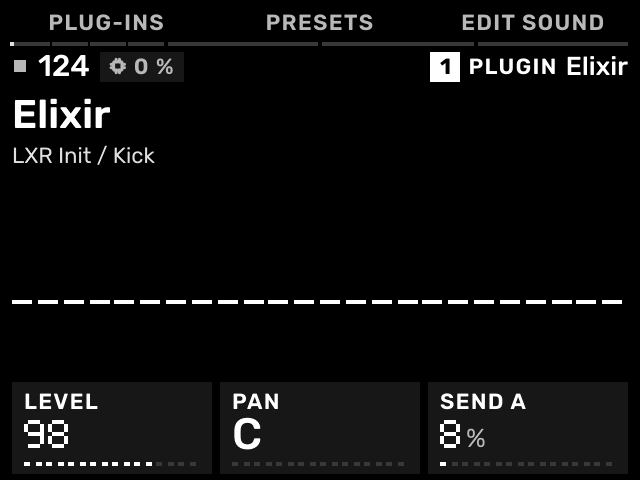 PLUG-INS PRESETS EDIT SOUND
124 0 % 1 PLUGIN Elixir
Elixir
LXR Init / Kick
LEVEL PAN SEND A
98 C 8 %